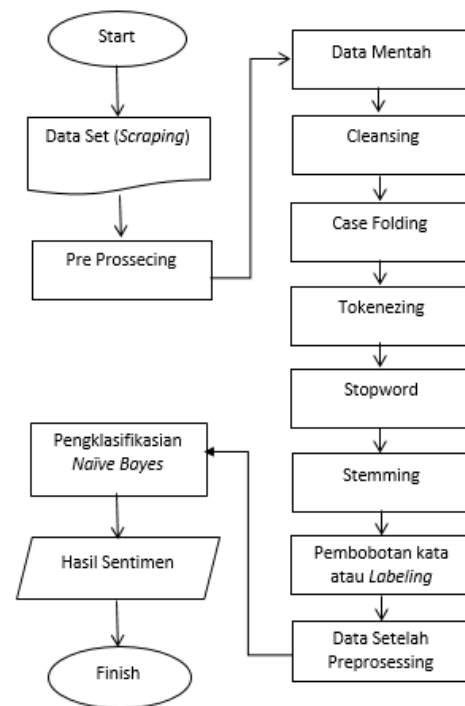 Start
Data Set (Scraping)
Pre Prossecing
Data Mentah
Cleansing
Case Folding
Tokenezing
Stopword
Stemming
Pembobotan kata
atau Labeling
Data Setelah
Preprosessing
Pengklasifikasian
Naïve Bayes
Hasil Sentimen
Finish